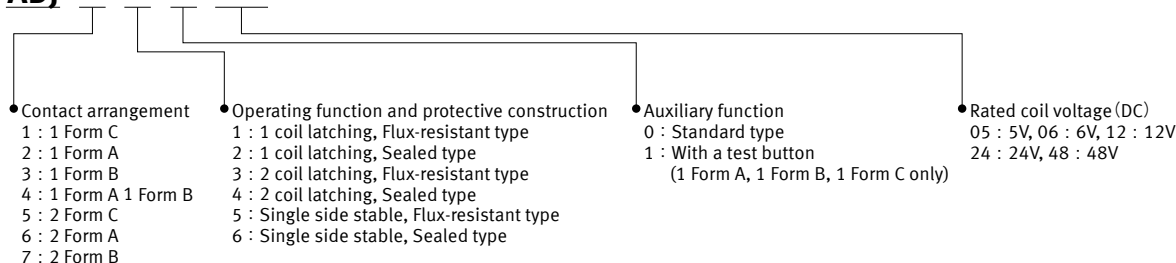 Contact arrangement
1 : 1 Form C
2 : 1 Form A
3 : 1 Form B
4 : 1 Form A 1 Form B
5 : 2 Form C
6 : 2 Form A
7 : 2 Form B
Operating function and protective construction
1 : 1 coil latching, Flux-resistant type
2 : 1 coil latching, Sealed type
3 : 2 coil latching, Flux-resistant type
4 : 2 coil latching, Sealed type
5 : Single side stable, Flux-resistant type
6 : Single side stable, Sealed type
Auxiliary function
0 : Standard type
1 : With a test button
(1 Form A, 1 Form B, 1 Form C only)
Rated coil voltage (DC)
05 : 5V, 06 : 6V, 12 : 12V
24 : 24V, 48 : 48V